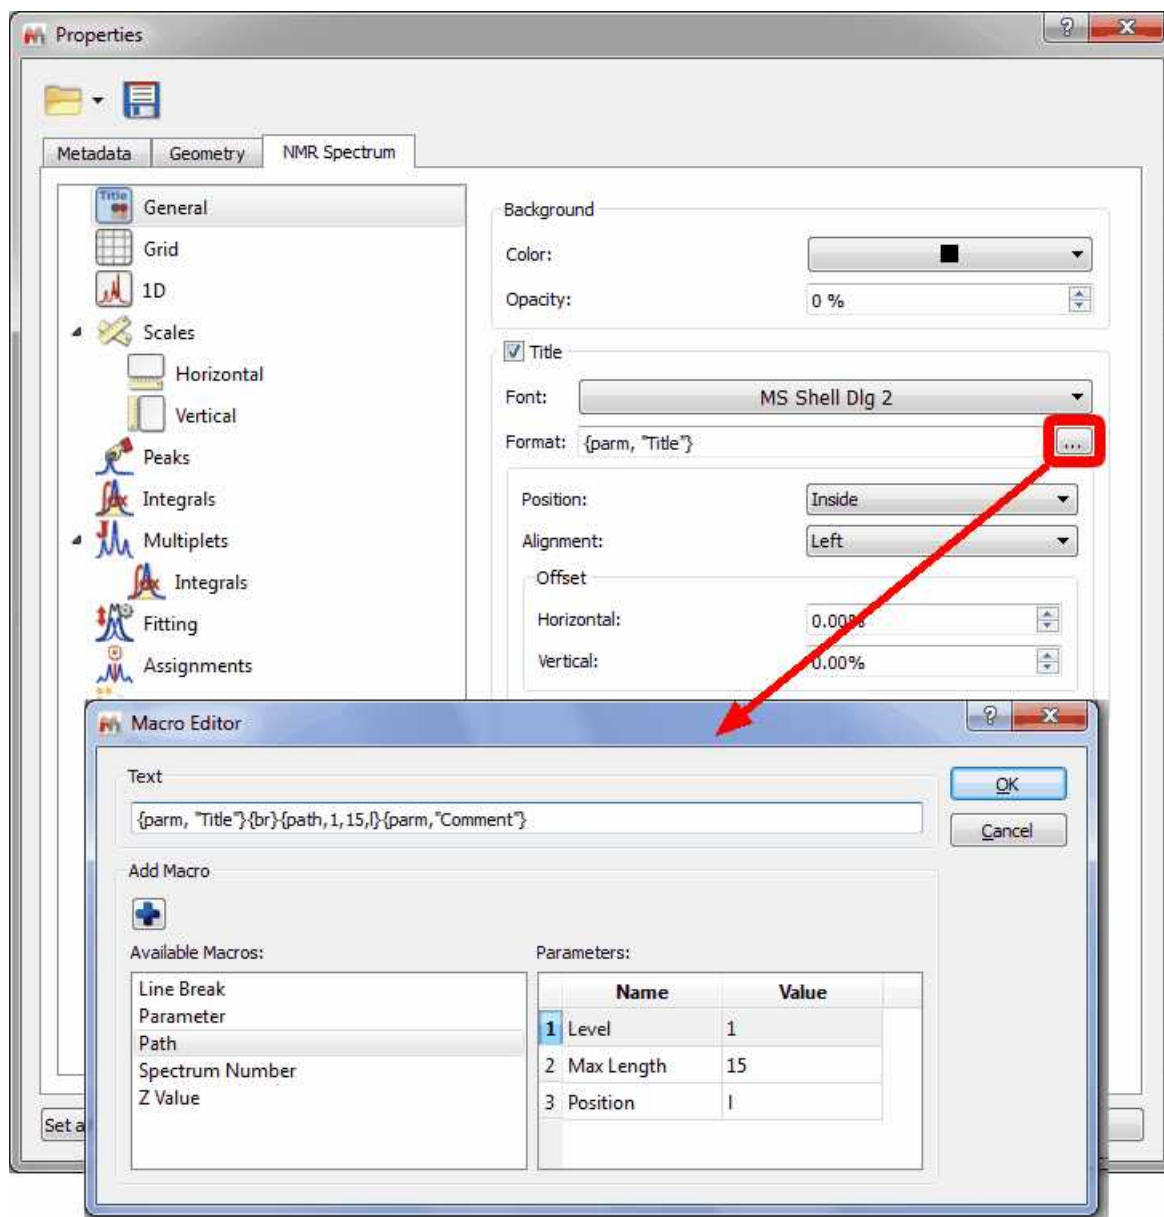 Properties
Metadata Geometry NMR Spectrum
Title
General
Grid
1D
Scales
Horizontal
Vertical
Peaks
Integrals
Multiplets
Integrals
Fitting
Assignments
Background
Color:
Opacity: 0 %
Title
Font: MS Shell Dlg 2
Format: {parm, "Title"} ...
Position: Inside
Alignment: Left
Offset
Horizontal: 0.00%
Vertical: 0.00%
Set a
Macro Editor
Text
{parm, "Title"}{br}{path,1,15,l}{parm,"Comment"}
OK
Cancel
Add Macro
Available Macros:
Line Break
Parameter
Path
Spectrum Number
Z Value
Parameters:
Name Value
1 Level 1
2 Max Length 15
3 Position l